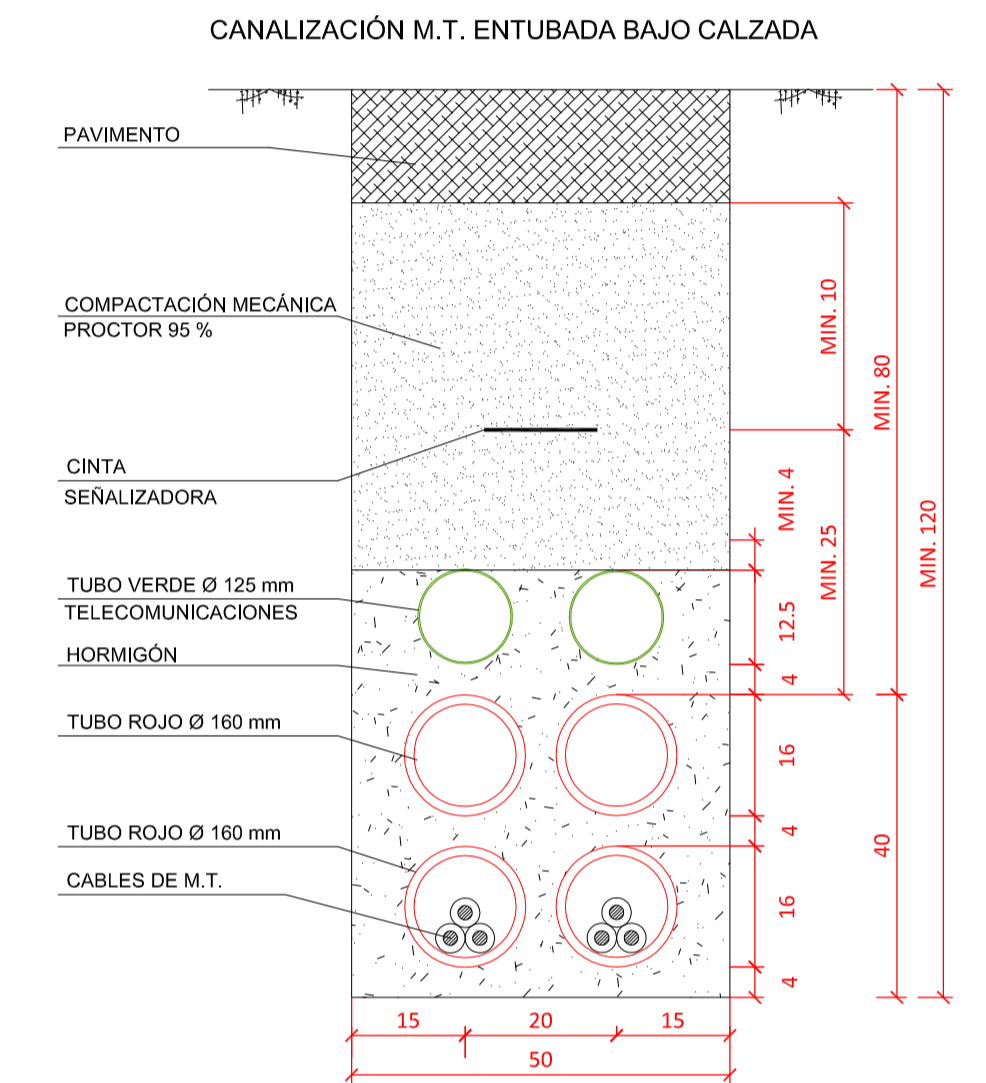 CANALIZACIÓN M.T. ENTUBADA BAJO CALZADA
PAVIMENTO
COMPACTACIÓN MECÁNICA
PROCTOR 95 %
CINTA
SEÑALIZADORA
TUBO VERDE Ø 125 mm
TELECOMUNICACIONES
HORMIGÓN
TUBO ROJO Ø 160 mm
TUBO ROJO Ø 160 mm
CABLES DE M.T.
MIN. 10
MIN. 80
MIN. 4
MIN. 25
MIN. 120
12.5
4
16
4
40
16
4
15
20
15
50